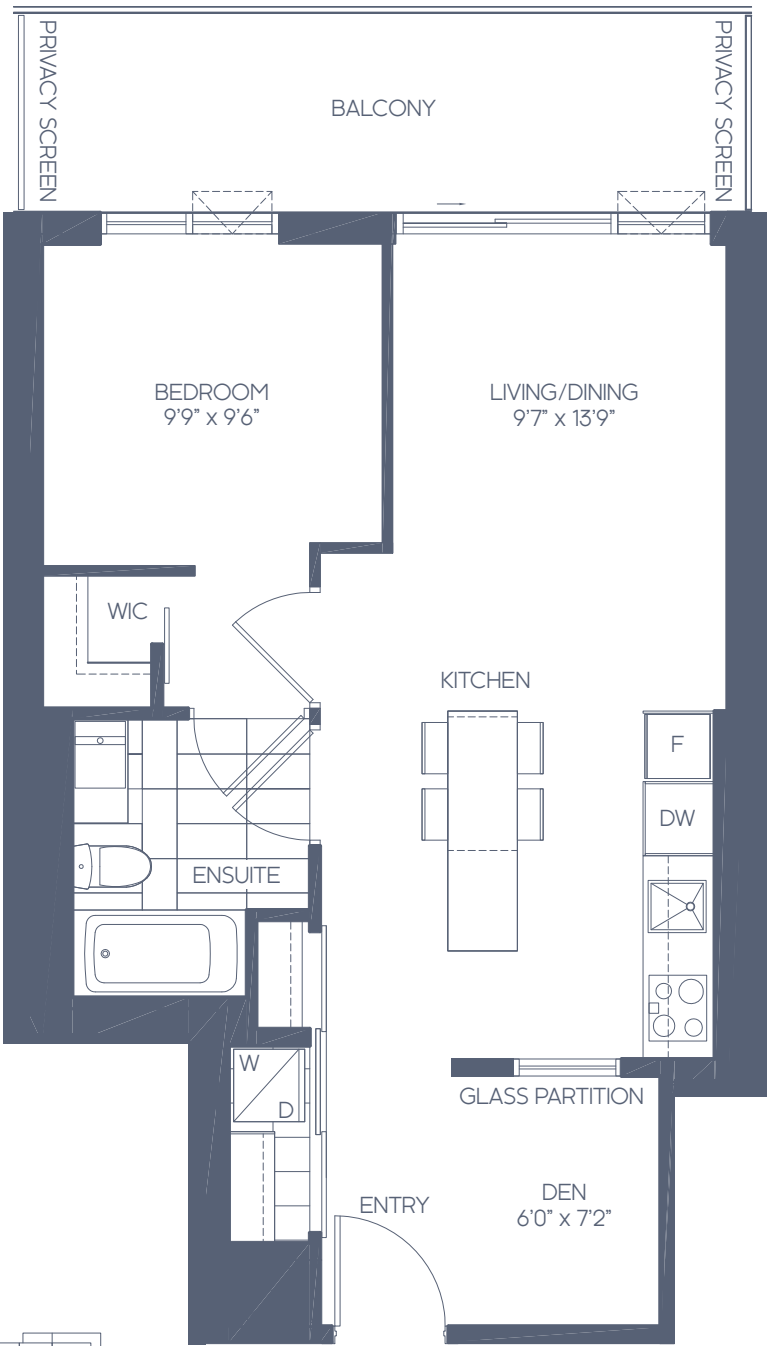 PRIVACY SCREEN
PRIVACY SCREEN
BALCONY
BEDROOM
9'9" x 9'6"
LIVING/DINING
9'7" x 13'9"
WIC
KITCHEN
F
DW
ENSUITE
W
D
GLASS PARTITION
ENTRY
DEN
6'0" x 7'2"